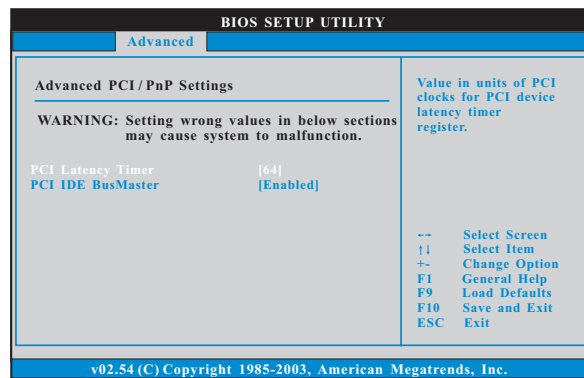 BIOS SETUP UTILITY
Advanced
Advanced PCI / PnP Settings
WARNING: Setting wrong values in below sections
may cause system to malfunction.
PCI Latency Timer [64]
PCI IDE BusMaster [Enabled]
Value in units of PCI
clocks for PCI device
latency timer
register.
←→ Select Screen
↑↓ Select Item
+- Change Option
F1 General Help
F9 Load Defaults
F10 Save and Exit
ESC Exit
v02.54 (C) Copyright 1985-2003, American Megatrends, Inc.